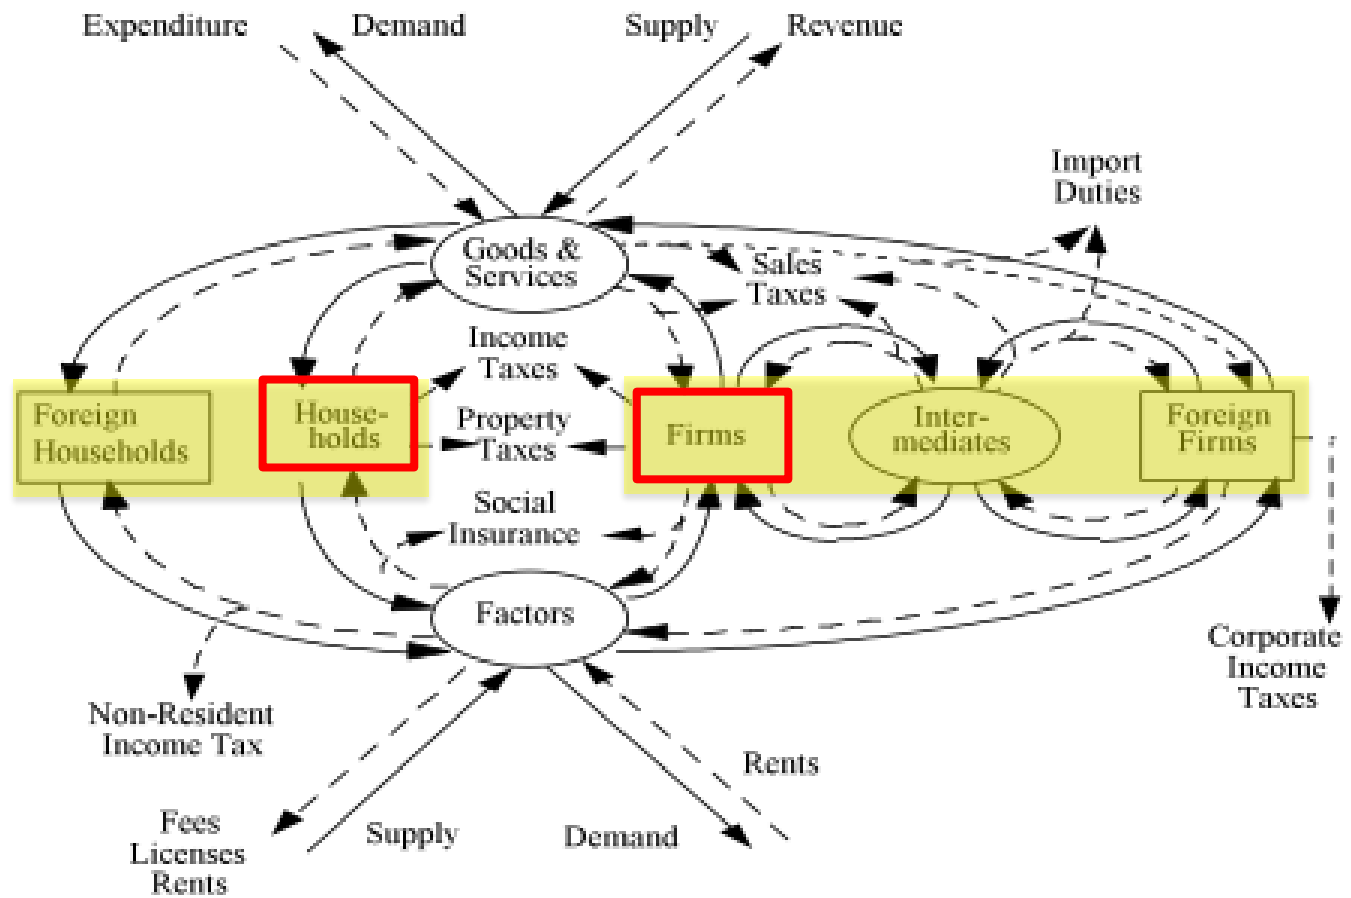 Expenditure
Demand
Supply
Revenue
Import
Duties
Goods &
Services
Sales
Taxes
Income
Taxes
Foreign
Households
House-
holds
Property
Taxes
Firms
Inter-
mediates
Foreign
Firms
Social
Insurance
Factors
Corporate
Income
Taxes
Non-Resident
Income Tax
Rents
Fees
Licenses
Rents
Supply
Demand